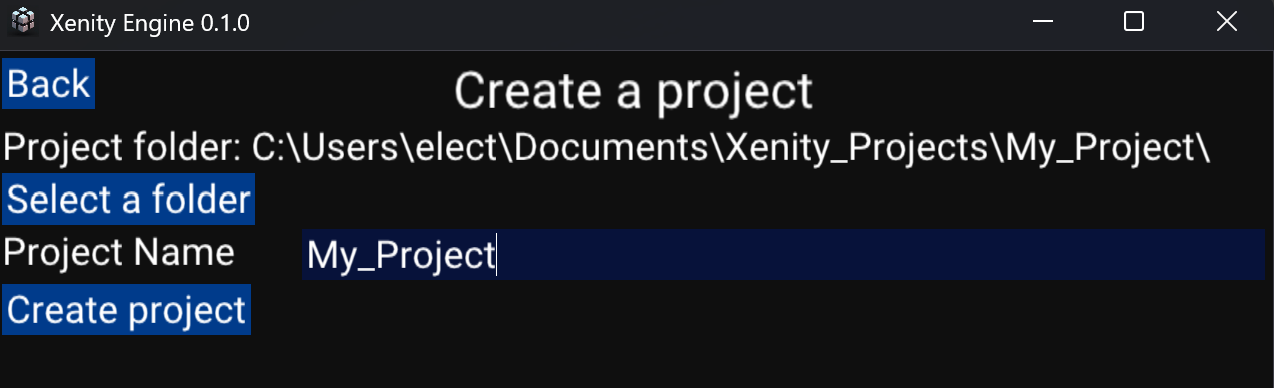 Xenity Engine 0.1.0
Back
Create a project
Project folder: C:\Users\elect\Documents\Xenity_Projects\My_Project\
Select a folder
Project Name My_Project
Create project